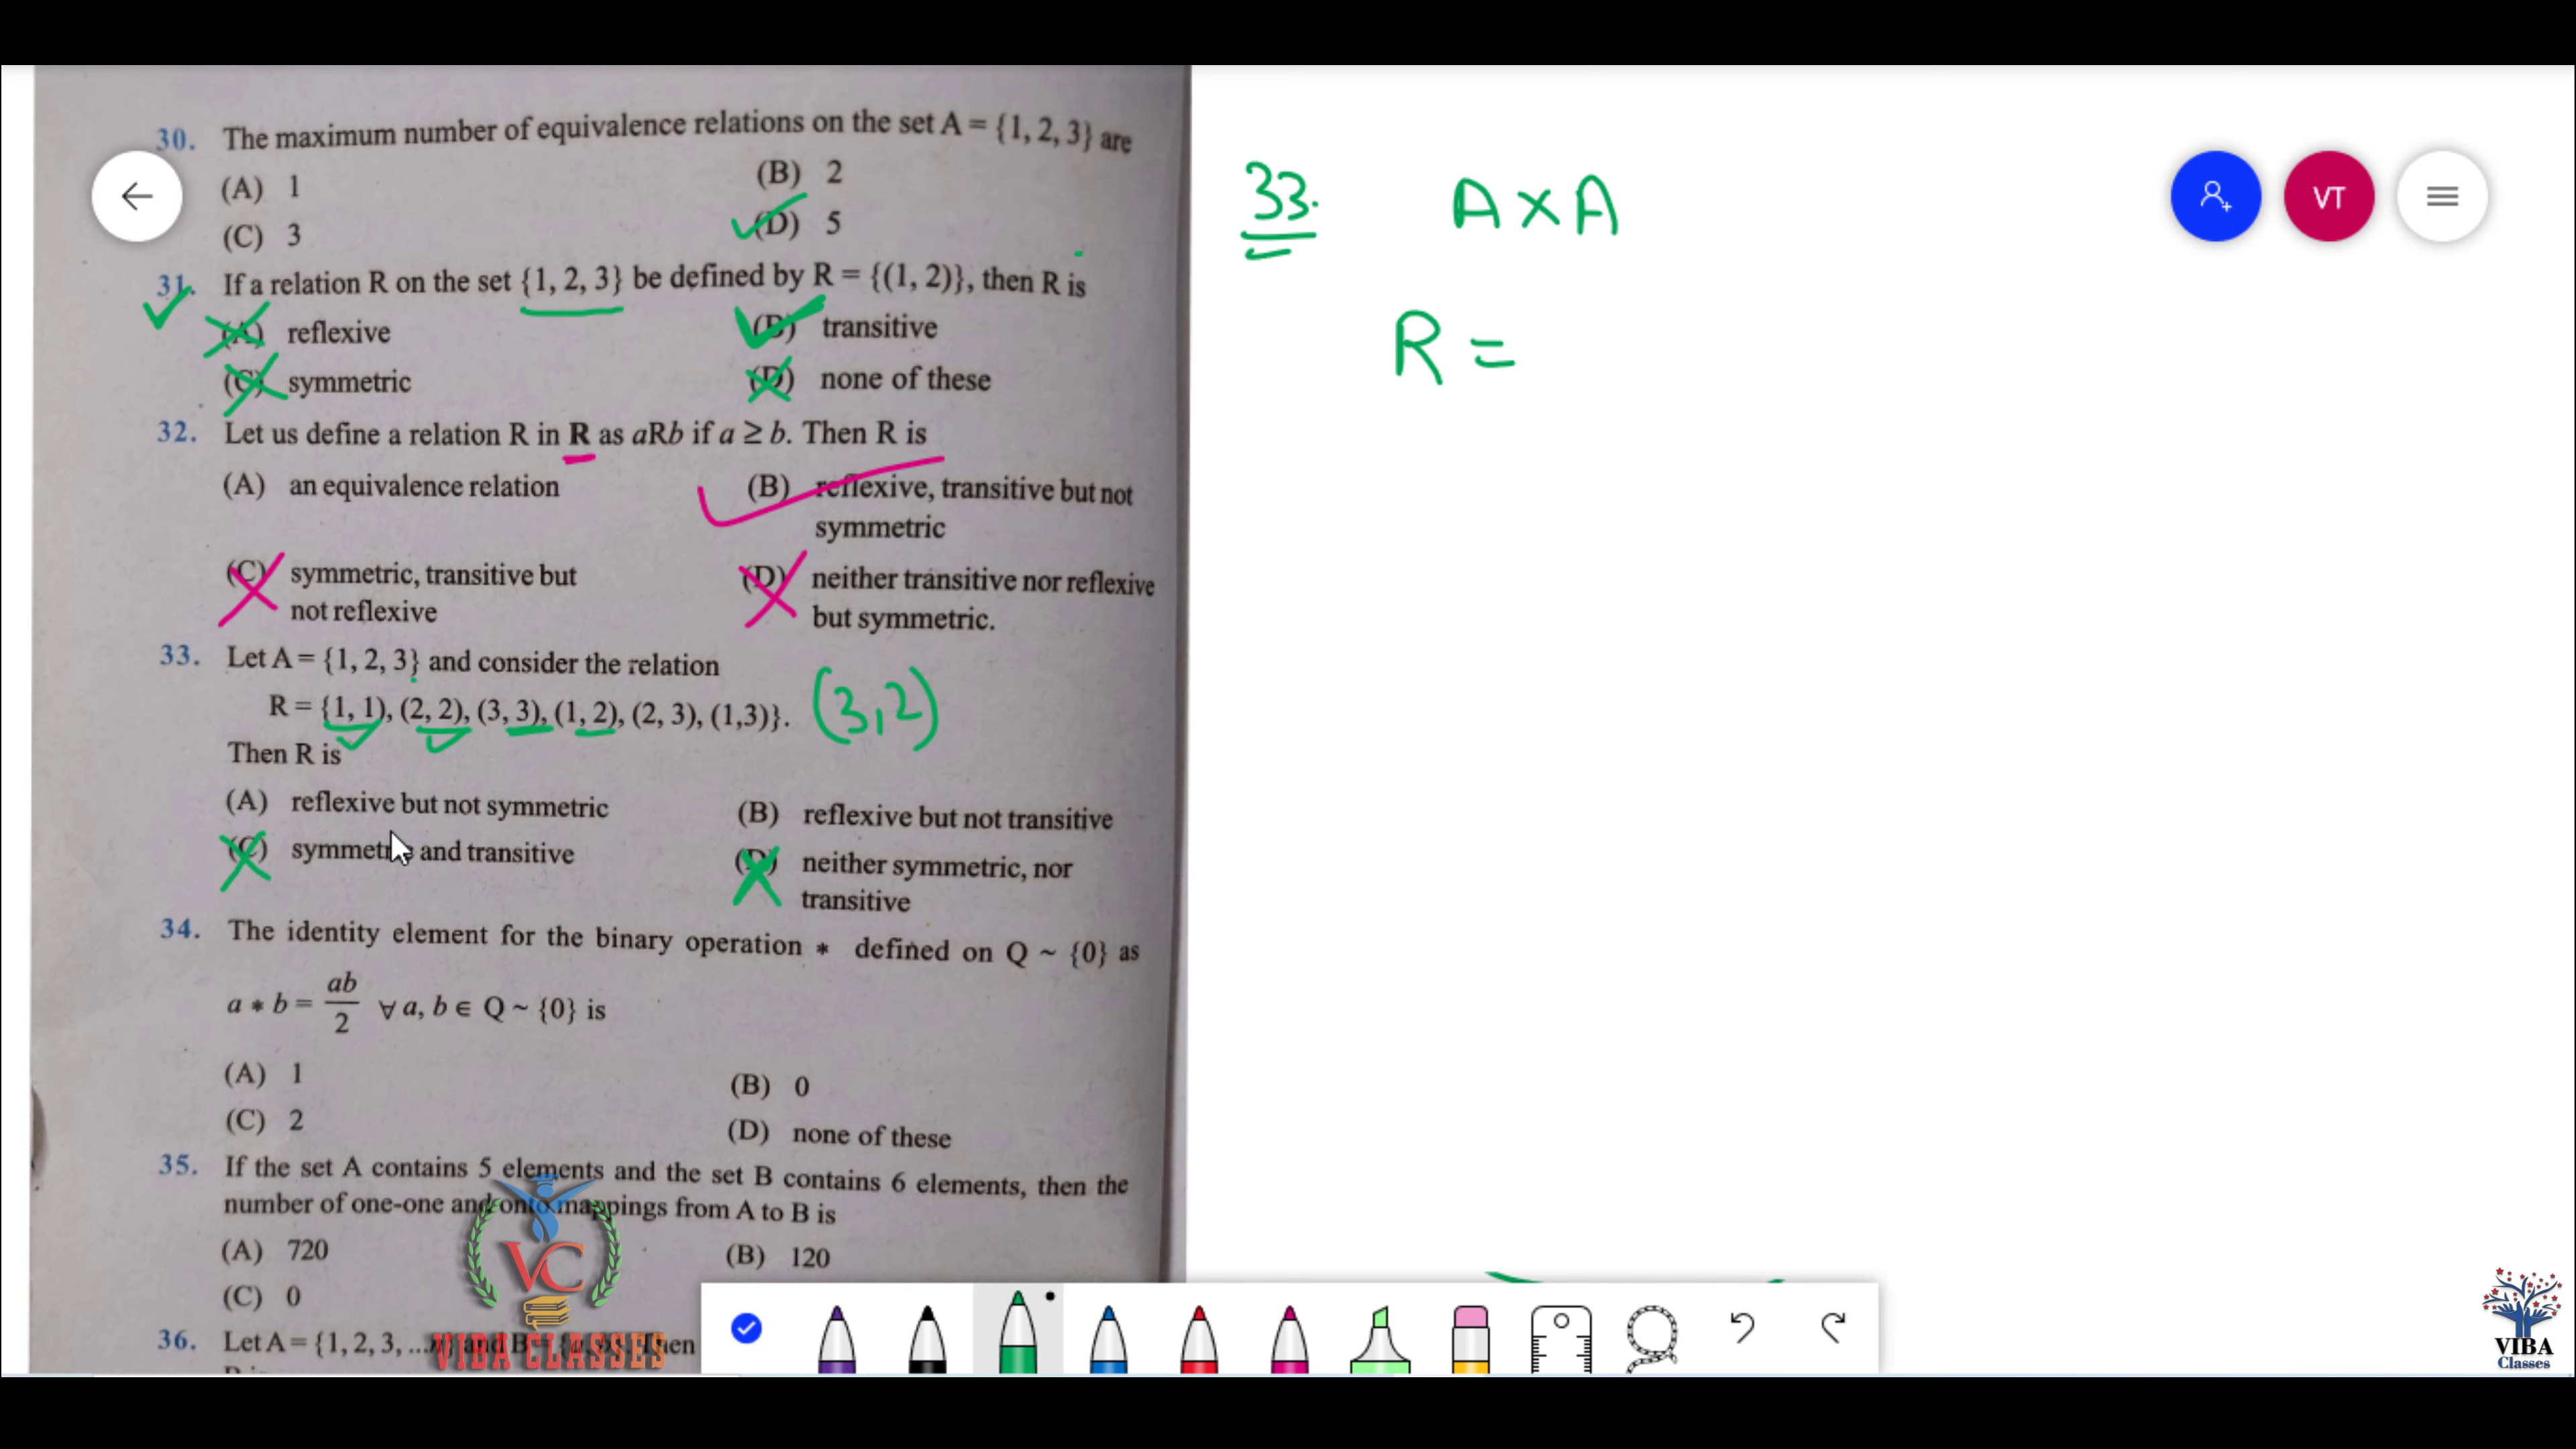 30. The maximum number of equivalence relations on the set A = {1, 2, 3} are
(A) 1 (B) 2
(C) 3 (D) 5
31. If a relation R on the set {1, 2, 3} be defined by R = {(1, 2)}, then R is
(A) reflexive (B) transitive
(C) symmetric (D) none of these
32. Let us define a relation R in R as aRb if a ≥ b. Then R is
(A) an equivalence relation (B) reflexive, transitive but not
symmetric
(C) symmetric, transitive but (D) neither transitive nor reflexive
not reflexive but symmetric.
33. Let A = {1, 2, 3} and consider the relation
R = {1, 1), (2, 2), (3, 3), (1, 2), (2, 3), (1,3)}. (3,2)
Then R is
(A) reflexive but not symmetric (B) reflexive but not transitive
(C) symmetric and transitive (D) neither symmetric, nor
transitive
34. The identity element for the binary operation * defined on Q ~ {0} as
a * b = ab/2 ∀ a, b ∈ Q ~ {0} is
(A) 1 (B) 0
(C) 2 (D) none of these
35. If the set A contains 5 elements and the set B contains 6 elements, then the
number of one-one and onto mappings from A to B is
(A) 720 (B) 120
(C) 0
36. Let A = {1, 2, 3, ...n} and B = Then
VC
VIBA CLASSES
33. A × A
R =
VT
VIBA
Classes